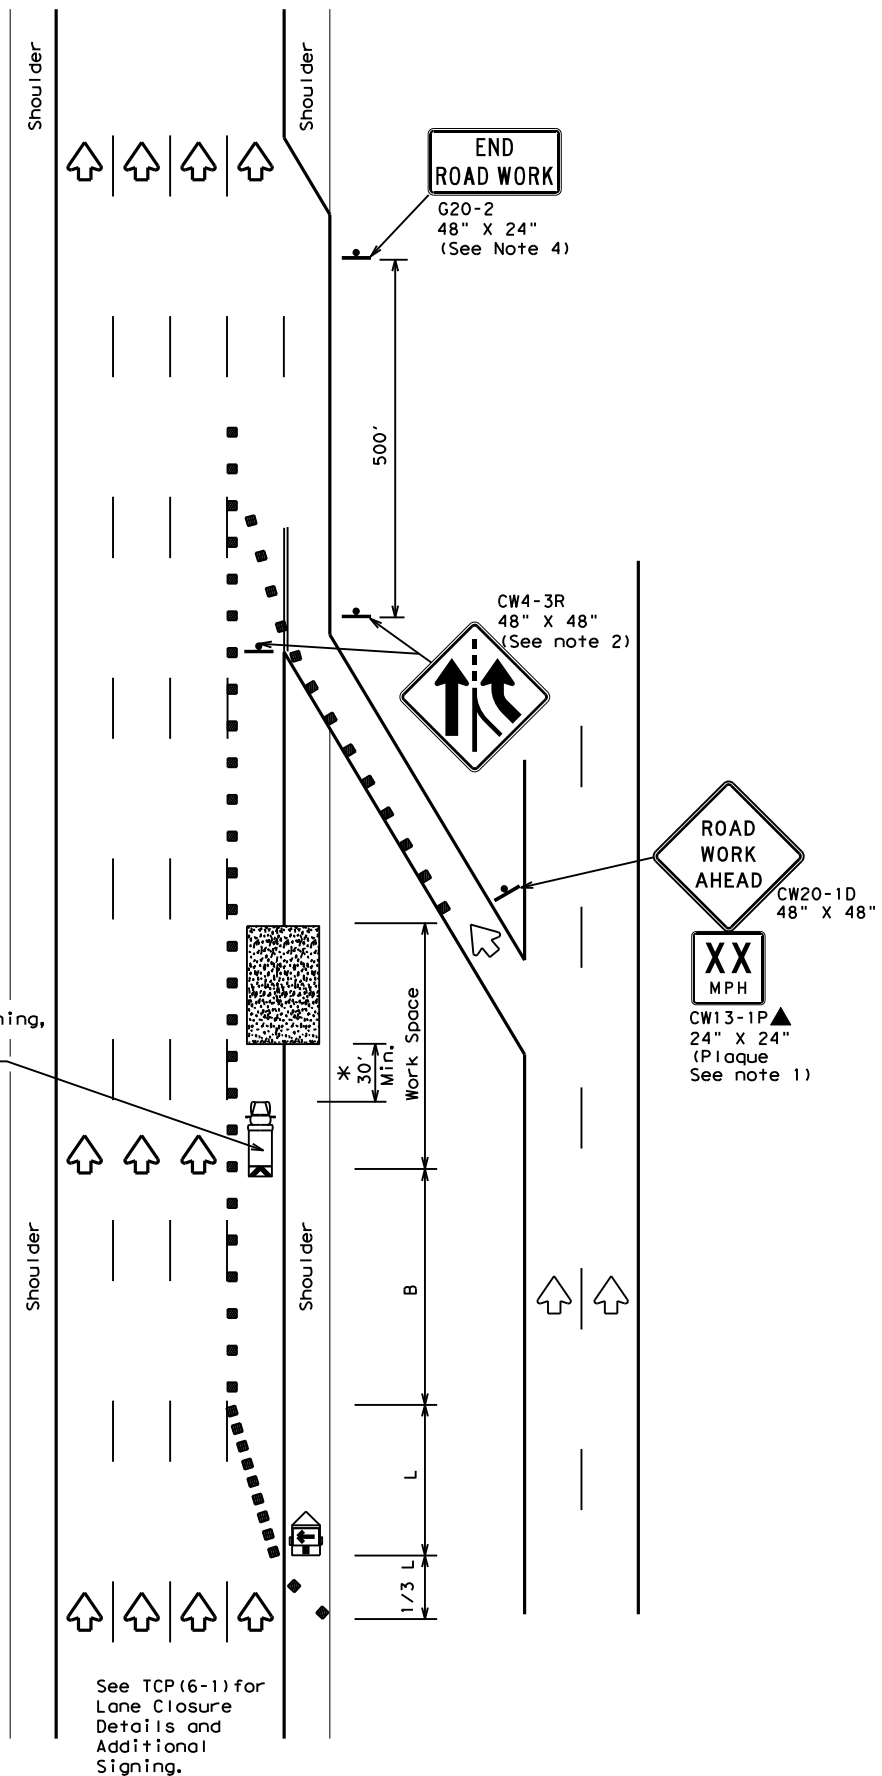 Shoulder
Shoulder
END
ROAD WORK
G20-2
48" X 24"
(See Note 4)
500'
CW4-3R
48" X 48"
(See note 2)
ROAD
WORK
AHEAD
CW20-1D
48" X 48"
XX
MPH
CW13-1P
24" X 24"
(Plaque
See note 1)
Work Space
*
30'
Min.
Shoulder
Shoulder
B
L
1/3 L
See TCP(6-1)for
Lane Closure
Details and
Additional
Signing.